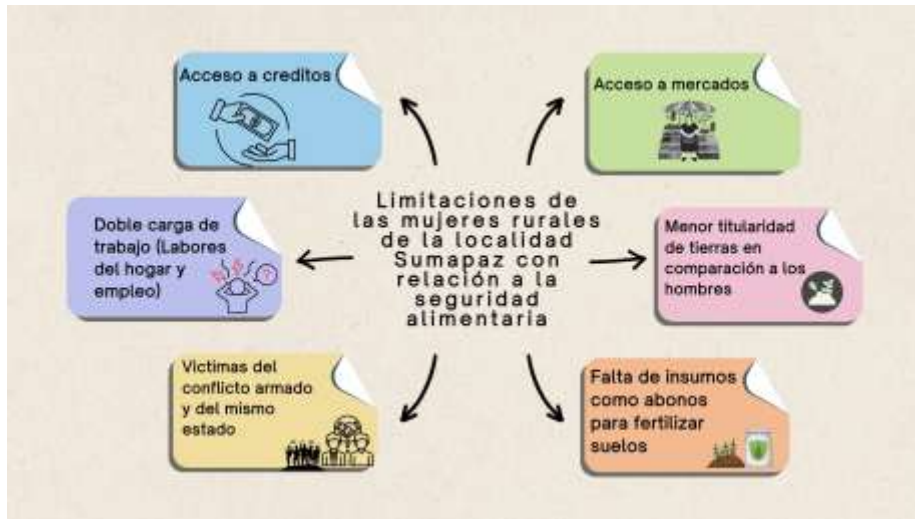 Acceso a creditos
Acceso a mercados
Limitaciones de
las mujeres rurales
de la localidad
Sumapaz con
relación a la
seguridad
alimentaria
Doble carga de
trabajo (Labores
del hogar y
empleo)
Menor titularidad
de tierras en
comparación a los
hombres
Victimas del
conflicto armado
y del mismo
estado
Falta de insumos
como abonos
para fertilizar
suelos